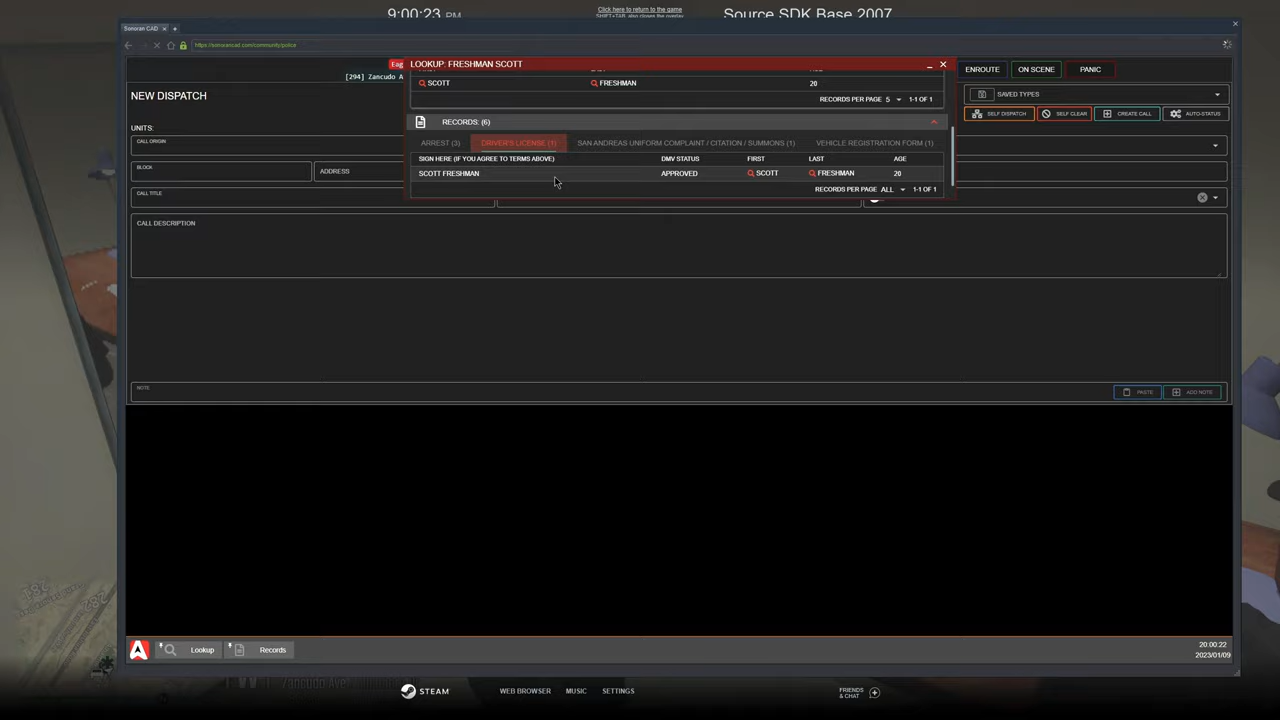 9:00:23 PM
Click here to return to the game
SHIFT+TAB also closes the overlay
Source SDK Base 2007
Sonoran CAD
https://sonorancad.com/community/police
LOOKUP: FRESHMAN SCOTT
[294] Zancudo A
NEW DISPATCH
ENROUTE
ON SCENE
PANIC
SAVED TYPES
SELF DISPATCH
SELF CLEAR
CREATE CALL
AUTO-STATUS
SCOTT
FRESHMAN
20
RECORDS PER PAGE 5
1-1 OF 1
RECORDS: (6)
ARREST (3)
DRIVER'S LICENSE (1)
SAN ANDREAS UNIFORM COMPLAINT / CITATION / SUMMONS (1)
VEHICLE REGISTRATION FORM (1)
SIGN HERE (IF YOU AGREE TO TERMS ABOVE)
DMV STATUS
FIRST
LAST
AGE
SCOTT FRESHMAN
APPROVED
SCOTT
FRESHMAN
20
RECORDS PER PAGE ALL
1-1 OF 1
UNITS:
CALL ORIGIN
BLOCK
ADDRESS
CALL TITLE
CALL DESCRIPTION
NOTE
PASTE
ADD NOTE
Lookup
Records
20:00:22
2023/01/09
282
STEAM
WEB BROWSER
MUSIC
SETTINGS
FRIENDS
& CHAT